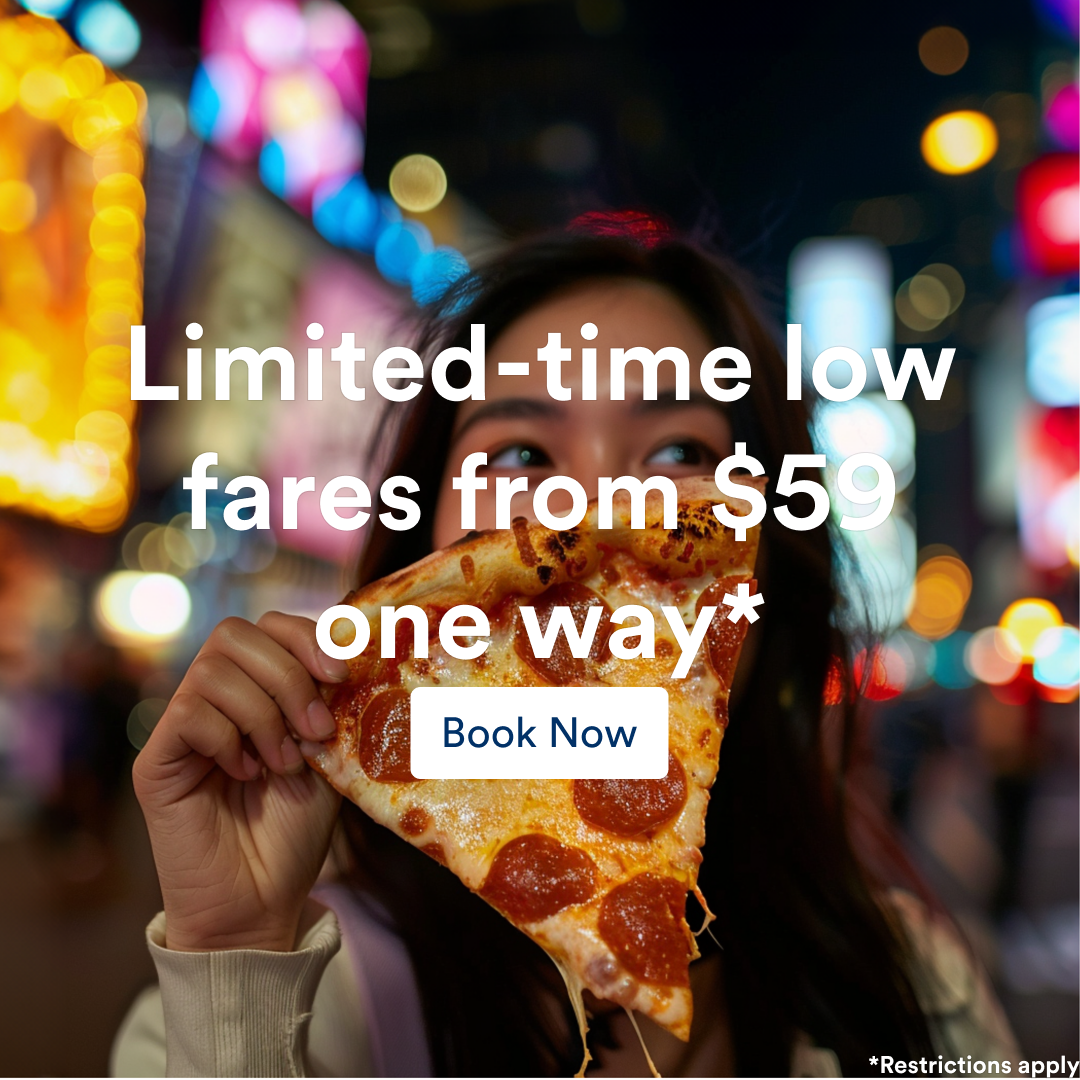 Limited-time low
fares from $59
one way*
Book Now
*Restrictions apply